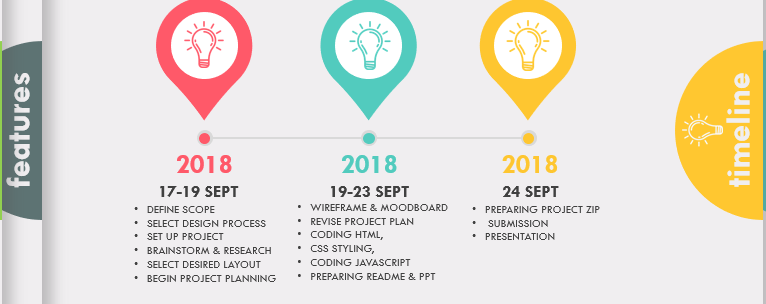 features
2018
17-19 SEPT
• DEFINE SCOPE
• SELECT DESIGN PROCESS
• SET UP PROJECT
• BRAINSTORM & RESEARCH
• SELECT DESIRED LAYOUT
• BEGIN PROJECT PLANNING
2018
19-23 SEPT
• WIREFRAME & MOODBOARD
• REVISE PROJECT PLAN
• CODING HTML,
• CSS STYLING,
• CODING JAVASCRIPT
• PREPARING README & PPT
2018
24 SEPT
• PREPARING PROJECT ZIP
• SUBMISSION
• PRESENTATION
timeline